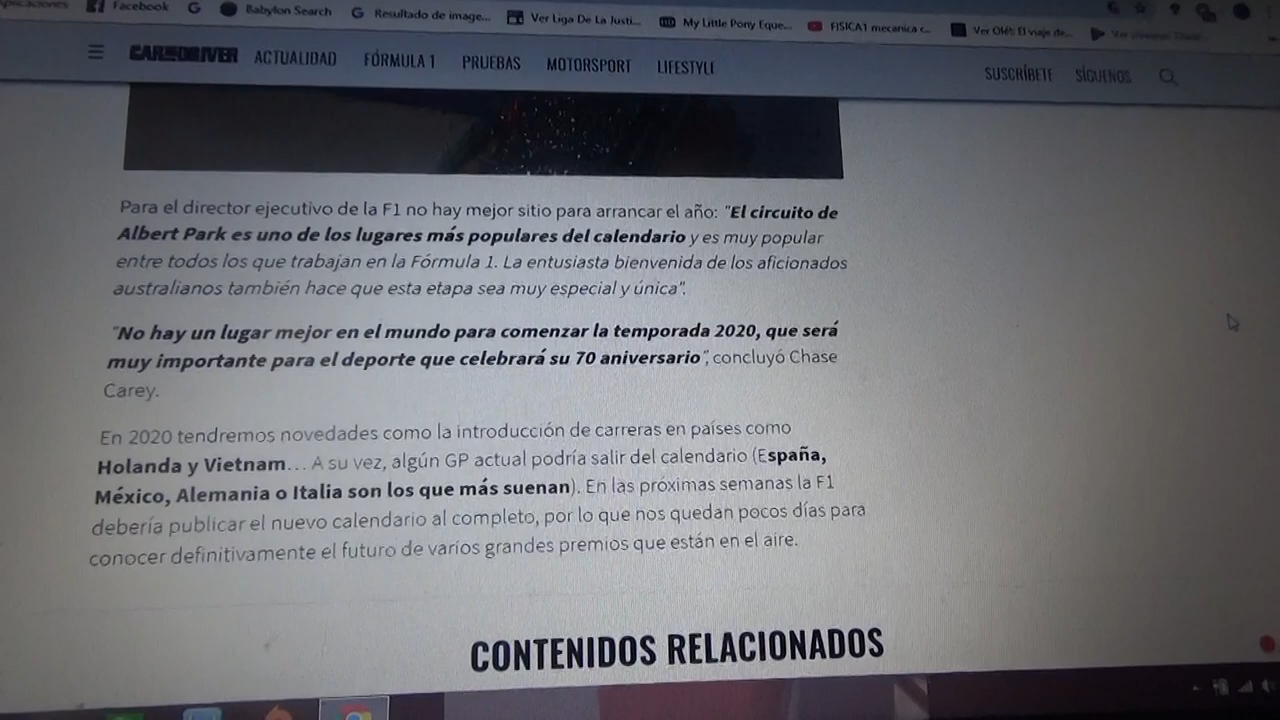 Facebook
Babylon Search
Resultado de image...
Ver Liga De La Justi...
My Little Pony Eque...
FISICA1 mecanica c...
Ver Olé!: El viaje de...
CAR and DRIVER ACTUALIDAD FÓRMULA 1 PRUEBAS MOTORSPORT LIFESTYLE
SUSCRÍBETE SÍGUENOS
Para el director ejecutivo de la F1 no hay mejor sitio para arrancar el año: "El circuito de
Albert Park es uno de los lugares más populares del calendario y es muy popular
entre todos los que trabajan en la Fórmula 1. La entusiasta bienvenida de los aficionados
australianos también hace que esta etapa sea muy especial y única".
"No hay un lugar mejor en el mundo para comenzar la temporada 2020, que será
muy importante para el deporte que celebrará su 70 aniversario", concluyó Chase
Carey.
En 2020 tendremos novedades como la introducción de carreras en países como
Holanda y Vietnam... A su vez, algún GP actual podría salir del calendario (España,
México, Alemania o Italia son los que más suenan). En las próximas semanas la F1
debería publicar el nuevo calendario al completo, por lo que nos quedan pocos días para
conocer definitivamente el futuro de varios grandes premios que están en el aire.
CONTENIDOS RELACIONADOS